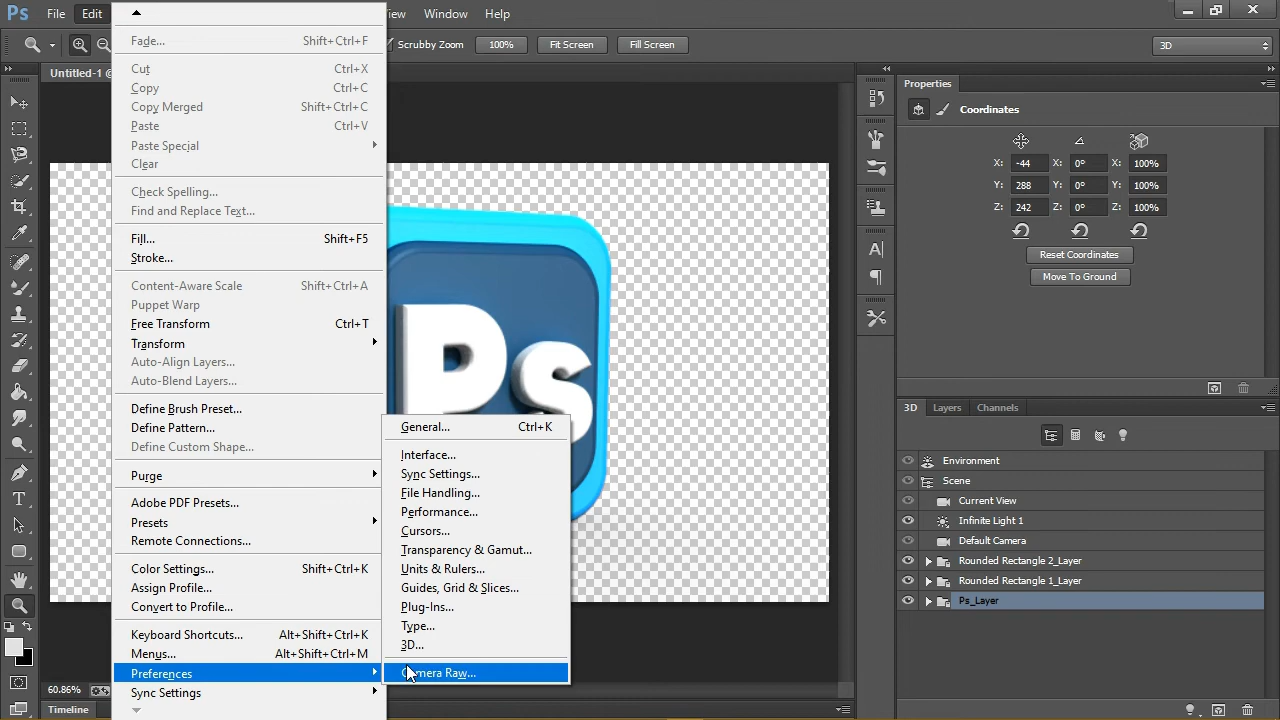 Ps File Edit ew Window Help
Scrubby Zoom 100% Fit Screen Fill Screen 3D
Untitled-1 @
Fade... Shift+Ctrl+F
Cut Ctrl+X
Copy Ctrl+C
Copy Merged Shift+Ctrl+C
Paste Ctrl+V
Paste Special
Clear
Check Spelling...
Find and Replace Text...
Fill... Shift+F5
Stroke...
Content-Aware Scale Shift+Ctrl+A
Puppet Warp
Free Transform Ctrl+T
Transform
Auto-Align Layers...
Auto-Blend Layers...
Define Brush Preset...
Define Pattern...
Define Custom Shape...
Purge
Adobe PDF Presets...
Presets
Remote Connections...
Color Settings... Shift+Ctrl+K
Assign Profile...
Convert to Profile...
Keyboard Shortcuts... Alt+Shift+Ctrl+K
Menus... Alt+Shift+Ctrl+M
Preferences
Sync Settings
General... Ctrl+K
Interface...
Sync Settings...
File Handling...
Performance...
Cursors...
Transparency & Gamut...
Units & Rulers...
Guides, Grid & Slices...
Plug-Ins...
Type...
3D...
Camera Raw...
Ps
60.86%
Timeline
Properties
Coordinates
X: -44 X: 0º X: 100%
Y: 288 Y: 0º Y: 100%
Z: 242 Z: 0º Z: 100%
Reset Coordinates
Move To Ground
3D Layers Channels
Environment
Scene
Current View
Infinite Light 1
Default Camera
Rounded Rectangle 2_Layer
Rounded Rectangle 1_Layer
Ps_Layer